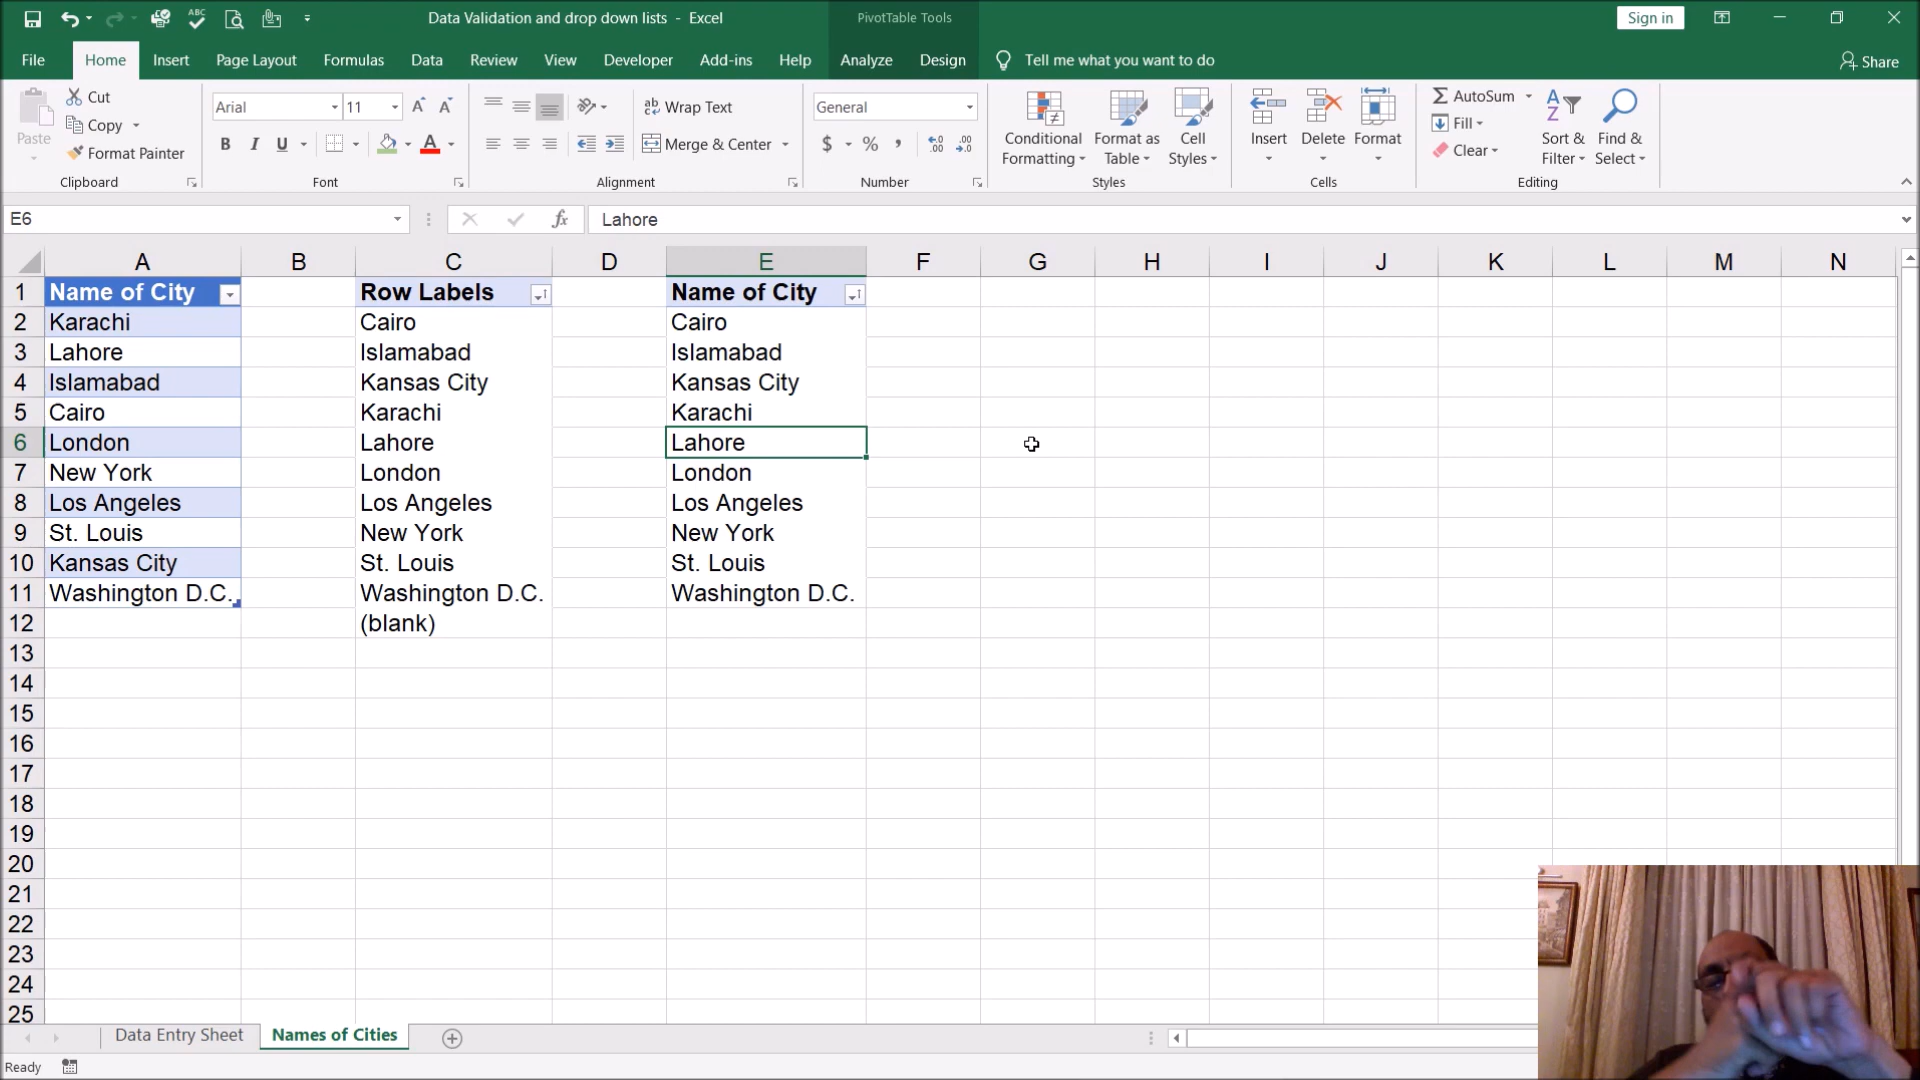 Data Validation and drop down lists - Excel
PivotTable Tools
Sign in
File Home Insert Page Layout Formulas Data Review View Developer Add-ins Help Analyze Design Tell me what you want to do Share
Paste
Cut
Copy
Format Painter
Clipboard
Arial 11
B I U A
Font
Wrap Text
Merge & Center
Alignment
General
$ % ,
Number
Conditional Formatting
Format as Table
Cell Styles
Styles
Insert
Delete
Format
Cells
AutoSum
Fill
Clear
Sort & Filter
Find & Select
Editing
E6 fx Lahore
A B C D E F G H I J K L M N
1 Name of City Row Labels Name of City
2 Karachi Cairo Cairo
3 Lahore Islamabad Islamabad
4 Islamabad Kansas City Kansas City
5 Cairo Karachi Karachi
6 London Lahore Lahore
7 New York London London
8 Los Angeles Los Angeles Los Angeles
9 St. Louis New York New York
10 Kansas City St. Louis St. Louis
11 Washington D.C. Washington D.C. Washington D.C.
12 (blank)
13
14
15
16
17
18
19
20
21
22
23
24
25
Data Entry Sheet Names of Cities
Ready